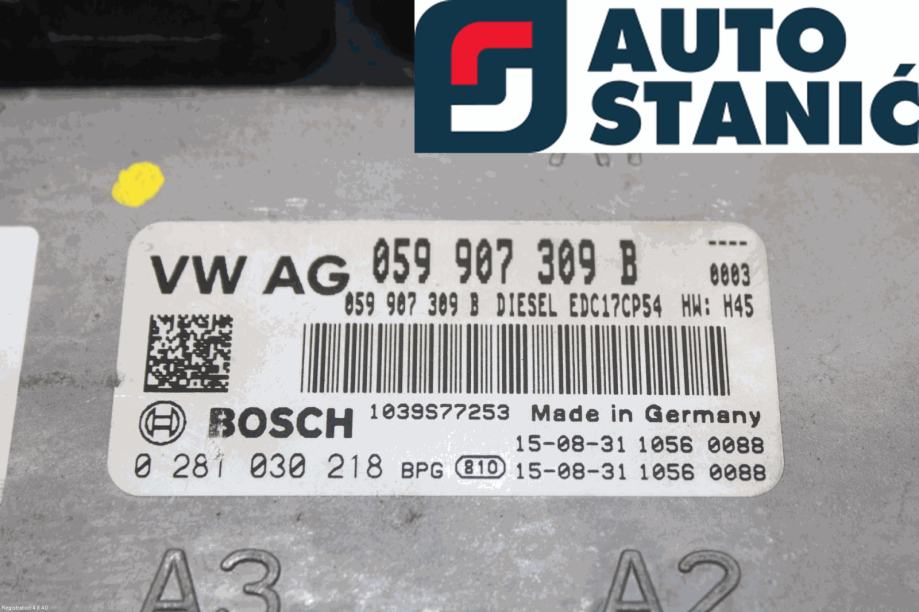 AUTO
STANIĆ
VW AG 059 907 309 B ----
0003
059 907 309 B DIESEL EDC17CP54 HW: H45
1039S77253 Made in Germany
BOSCH
15-08-31 1056 0088
0 281 030 218 BPG 810 15-08-31 1056 0088
A3 A2